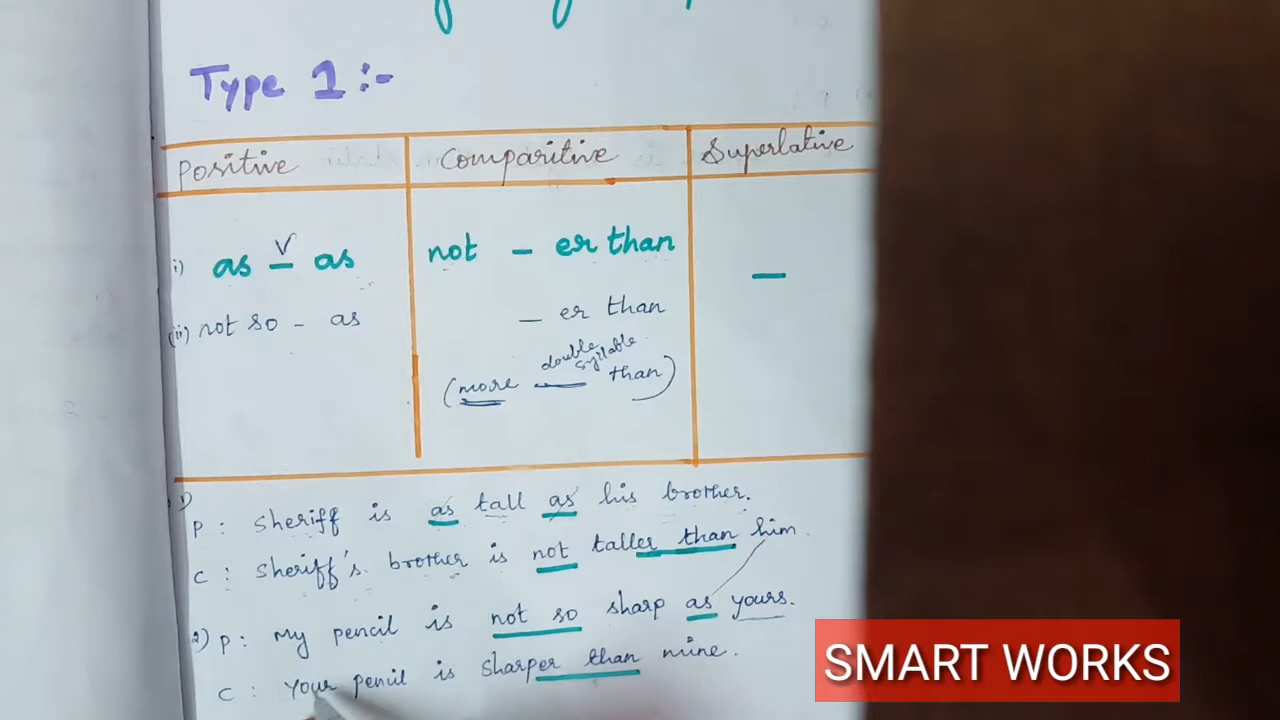 Type 1 :-
Positive Comparitive Superlative
i) as - as not - er than -
(ii) not so - as - er than
double
syllable
(more than)
1)
P : Sheriff is as tall as his brother.
C : Sheriff's. brother is not taller than him.
2) P : My pencil is not so sharp as yours.
C : Your pencil is sharper than mine.
SMART WORKS